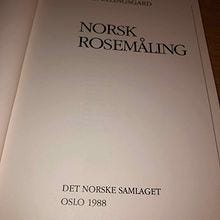 NORSK
ROSEMÅLING
DET NORSKE SAMLAGET
OSLO 1988